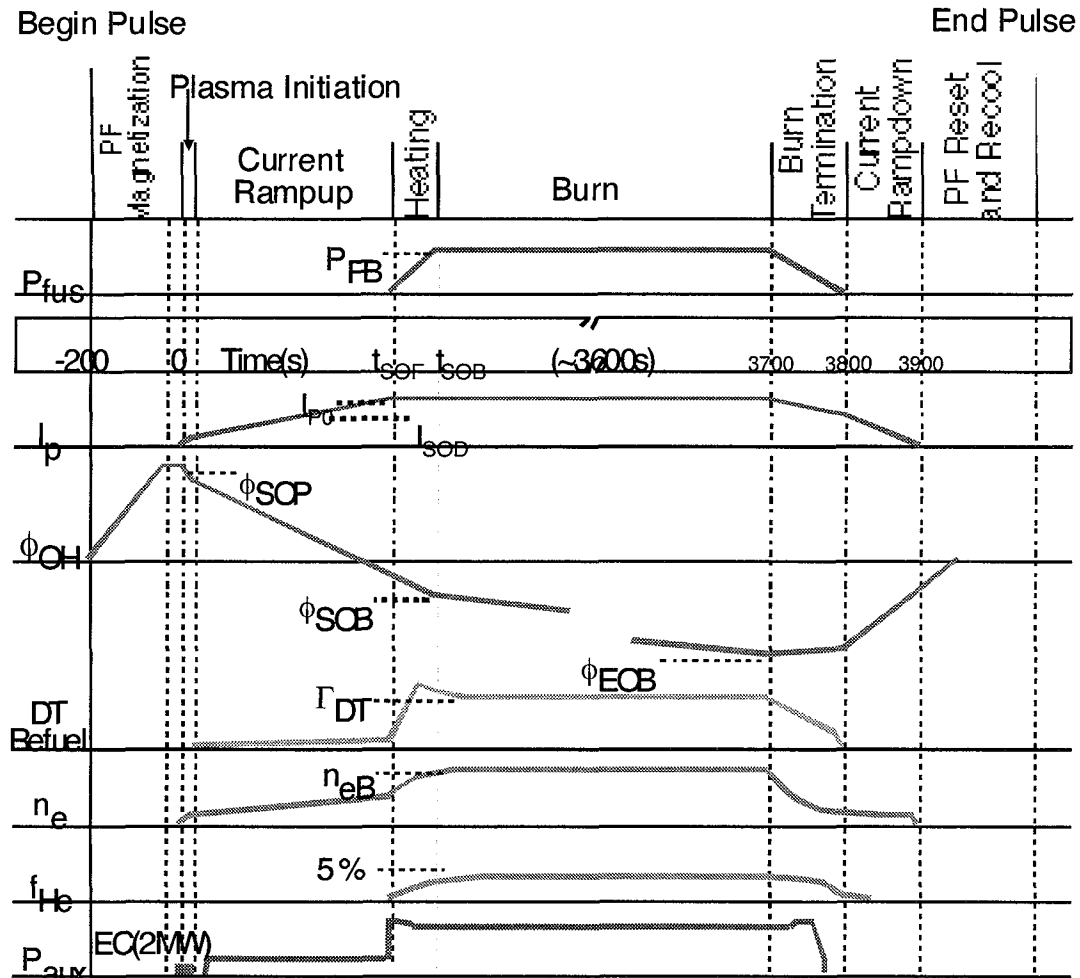 Begin Pulse
End Pulse
PF Magnetization
Plasma Initiation
Current Rampup
Heating
Burn
Burn Termination
Current Rampdown
PF Reset and Recool
P_FB
P_fus
-200 0 Time(s) t_SOF t_SOB (~3600s) 3700 3800 3900
I_P0
I_p
I_SOD
ϕ_SOP
ϕ_OH
ϕ_SOB
ϕ_EOB
Γ_DT
DT Refuel
n_eB
n_e
5%
f_He
EC(2MW)
P_aux